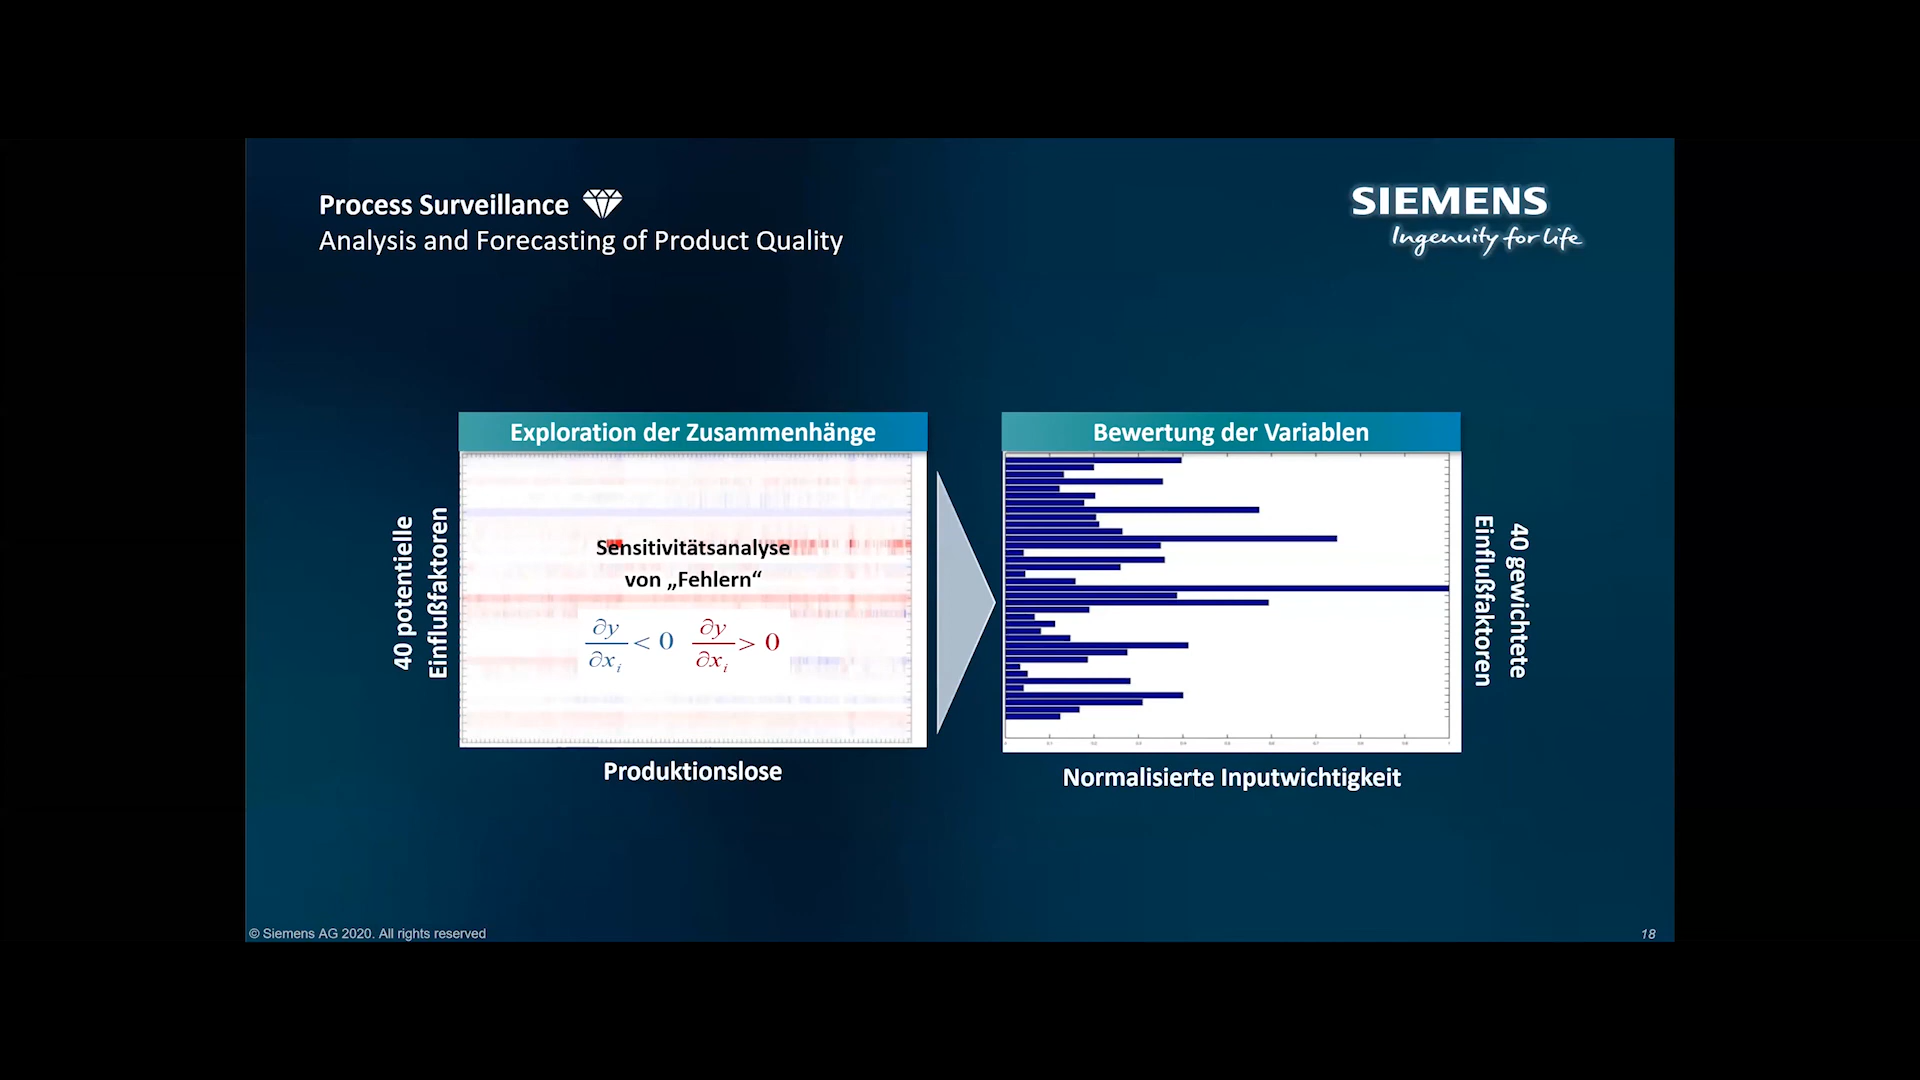 Process Surveillance
Analysis and Forecasting of Product Quality
SIEMENS
Ingenuity for life
Exploration der Zusammenhänge
Bewertung der Variablen
40 potentielle
Einflußfaktoren
Sensitivitätsanalyse
von „Fehlern“
∂y/∂xᵢ < 0 ∂y/∂xᵢ > 0
40 gewichtete
Einflußfaktoren
Produktionslose
Normalisierte Inputwichtigkeit
© Siemens AG 2020. All rights reserved
18